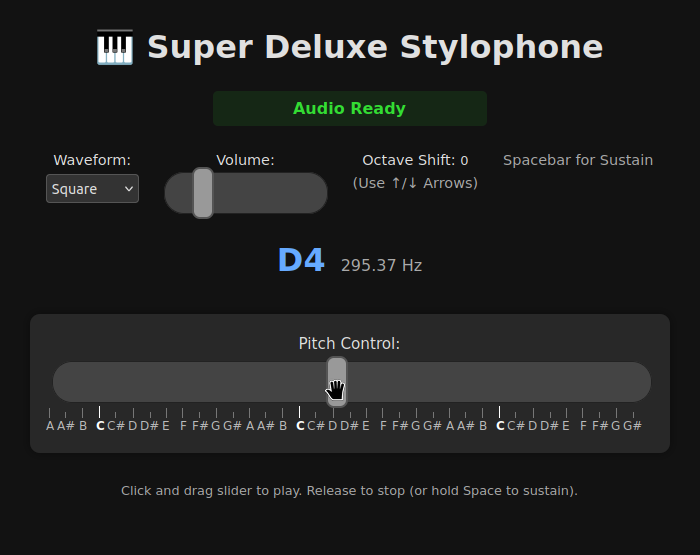 Super Deluxe Stylophone
Audio Ready
Waveform: Volume: Octave Shift: 0 Spacebar for Sustain
Square (Use ↑/↓ Arrows)
D4 295.37 Hz
Pitch Control:
A A# B C C# D D# E F F# G G# A A# B C C# D D# E F F# G G# A A# B C C# D D# E F F# G G#
Click and drag slider to play. Release to stop (or hold Space to sustain).